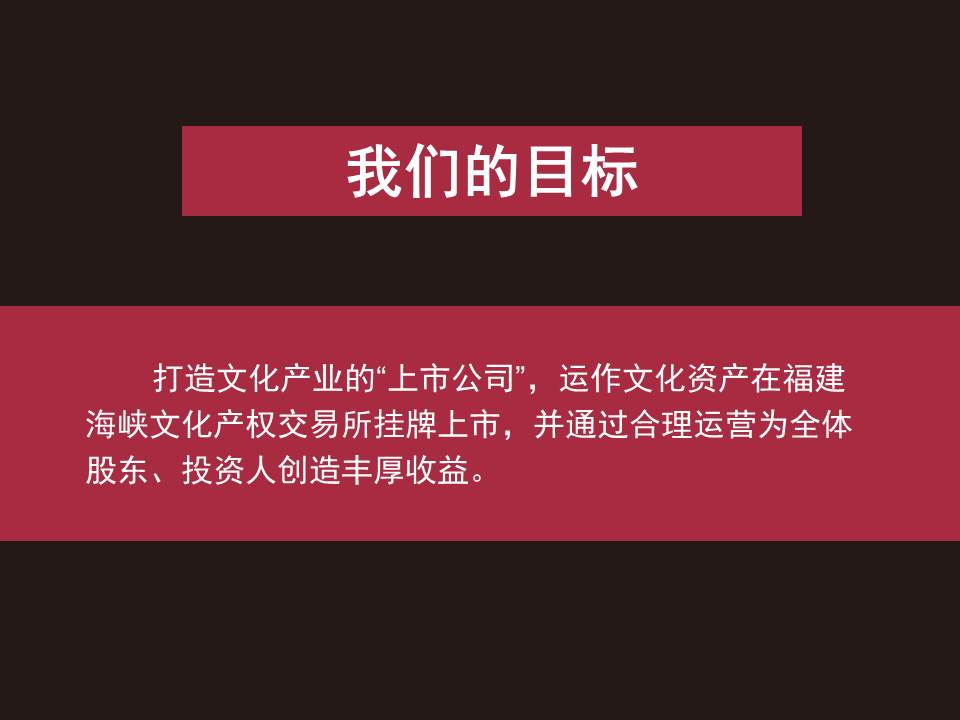 我们的目标
打造文化产业的“上市公司”，运作文化资产在福建
海峡文化产权交易所挂牌上市，并通过合理运营为全体
股东、投资人创造丰厚收益。